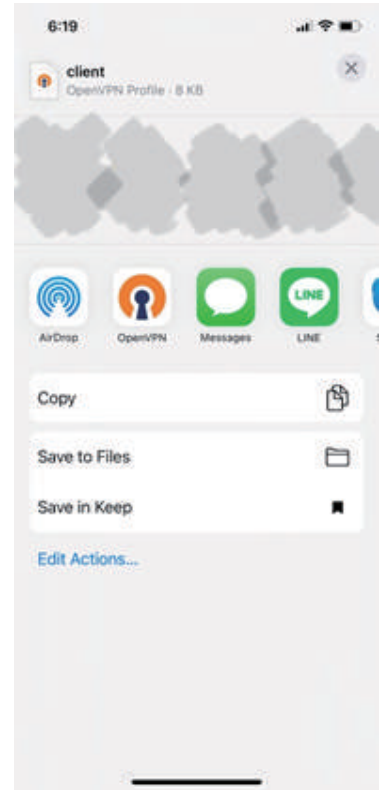 6:19
client
OpenVPN Profile · 8 KB
AirDrop
OpenVPN
Messages
LINE
LINE
S
Copy
Save to Files
Save in Keep
Edit Actions...